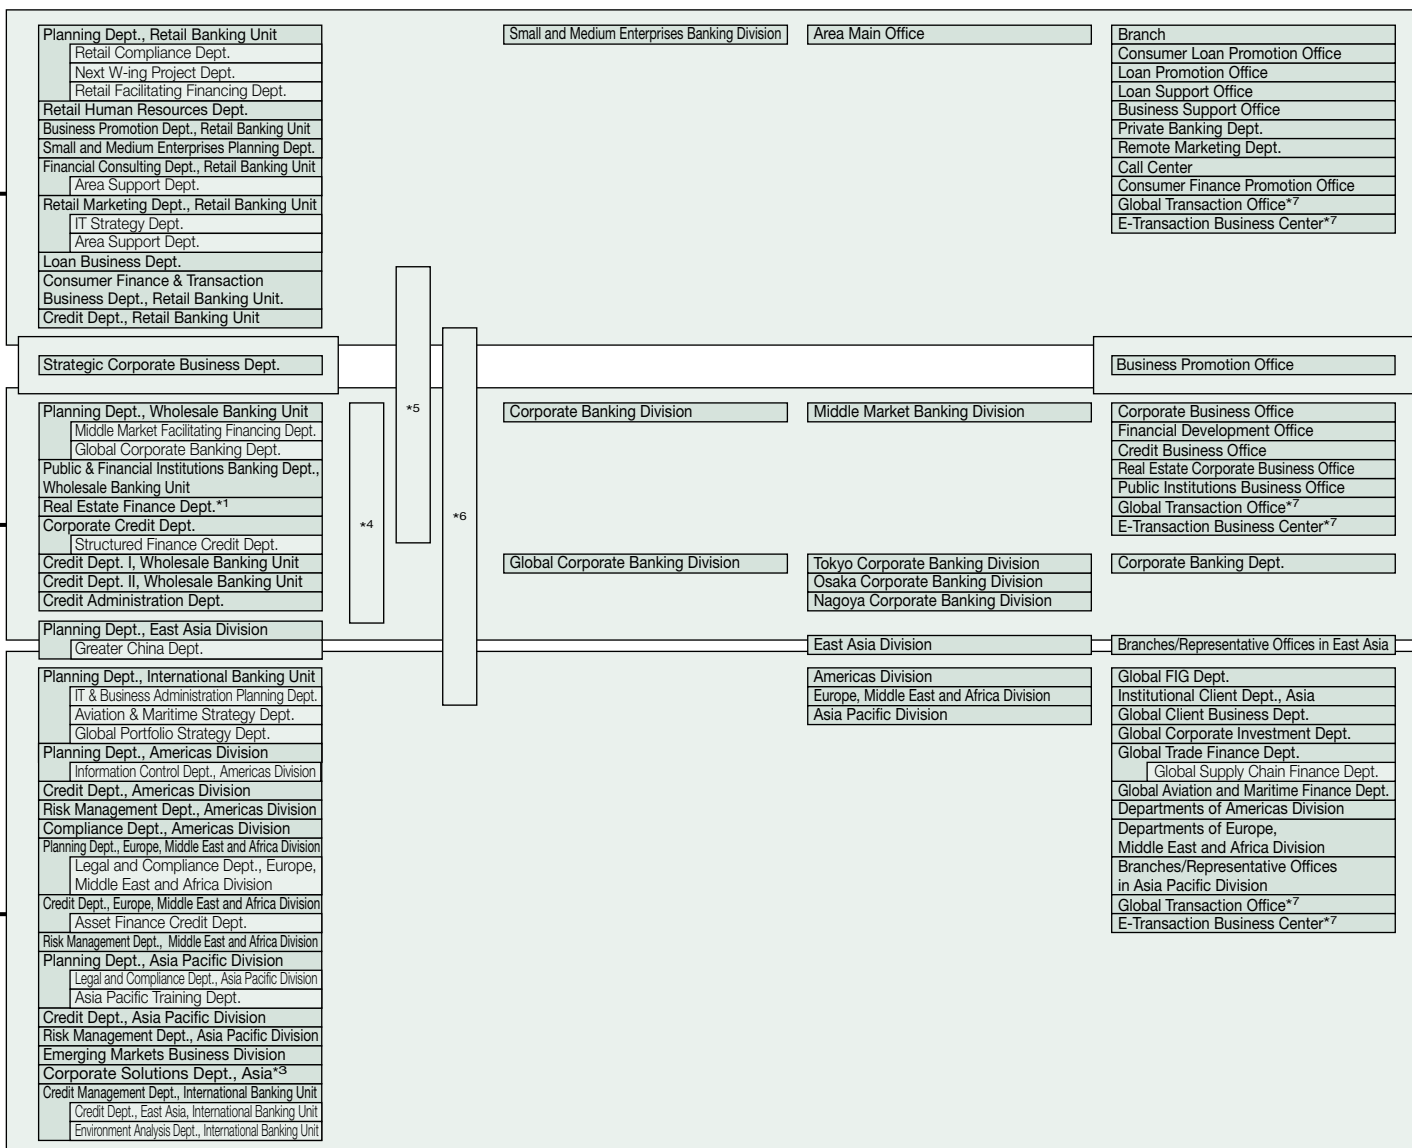 Planning Dept., Retail Banking Unit
Retail Compliance Dept.
Next W-ing Project Dept.
Retail Facilitating Financing Dept.
Retail Human Resources Dept.
Business Promotion Dept., Retail Banking Unit
Small and Medium Enterprises Planning Dept.
Financial Consulting Dept., Retail Banking Unit
Area Support Dept.
Retail Marketing Dept., Retail Banking Unit
IT Strategy Dept.
Area Support Dept.
Loan Business Dept.
Consumer Finance & Transaction
Business Dept., Retail Banking Unit.
Credit Dept., Retail Banking Unit
Small and Medium Enterprises Banking Division
Area Main Office
Branch
Consumer Loan Promotion Office
Loan Promotion Office
Loan Support Office
Business Support Office
Private Banking Dept.
Remote Marketing Dept.
Call Center
Consumer Finance Promotion Office
Global Transaction Office*7
E-Transaction Business Center*7
Strategic Corporate Business Dept.
Business Promotion Office
Planning Dept., Wholesale Banking Unit
Middle Market Facilitating Financing Dept.
Global Corporate Banking Dept.
Public & Financial Institutions Banking Dept.,
Wholesale Banking Unit
Real Estate Finance Dept.*1
Corporate Credit Dept.
Structured Finance Credit Dept.
Credit Dept. I, Wholesale Banking Unit
Credit Dept. II, Wholesale Banking Unit
Credit Administration Dept.
*4
*5
*6
Corporate Banking Division
Middle Market Banking Division
Corporate Business Office
Financial Development Office
Credit Business Office
Real Estate Corporate Business Office
Public Institutions Business Office
Global Transaction Office*7
E-Transaction Business Center*7
Global Corporate Banking Division
Tokyo Corporate Banking Division
Osaka Corporate Banking Division
Nagoya Corporate Banking Division
Corporate Banking Dept.
Planning Dept., East Asia Division
Greater China Dept.
East Asia Division
Branches/Representative Offices in East Asia
Planning Dept., International Banking Unit
IT & Business Administration Planning Dept.
Aviation & Maritime Strategy Dept.
Global Portfolio Strategy Dept.
Planning Dept., Americas Division
Information Control Dept., Americas Division
Credit Dept., Americas Division
Risk Management Dept., Americas Division
Compliance Dept., Americas Division
Planning Dept., Europe, Middle East and Africa Division
Legal and Compliance Dept., Europe,
Middle East and Africa Division
Credit Dept., Europe, Middle East and Africa Division
Asset Finance Credit Dept.
Risk Management Dept., Middle East and Africa Division
Planning Dept., Asia Pacific Division
Legal and Compliance Dept., Asia Pacific Division
Asia Pacific Training Dept.
Credit Dept., Asia Pacific Division
Risk Management Dept., Asia Pacific Division
Emerging Markets Business Division
Corporate Solutions Dept., Asia*3
Credit Management Dept., International Banking Unit
Credit Dept., East Asia, International Banking Unit
Environment Analysis Dept., International Banking Unit
Americas Division
Europe, Middle East and Africa Division
Asia Pacific Division
Global FIG Dept.
Institutional Client Dept., Asia
Global Client Business Dept.
Global Corporate Investment Dept.
Global Trade Finance Dept.
Global Supply Chain Finance Dept.
Global Aviation and Maritime Finance Dept.
Departments of Americas Division
Departments of Europe,
Middle East and Africa Division
Branches/Representative Offices
in Asia Pacific Division
Global Transaction Office*7
E-Transaction Business Center*7